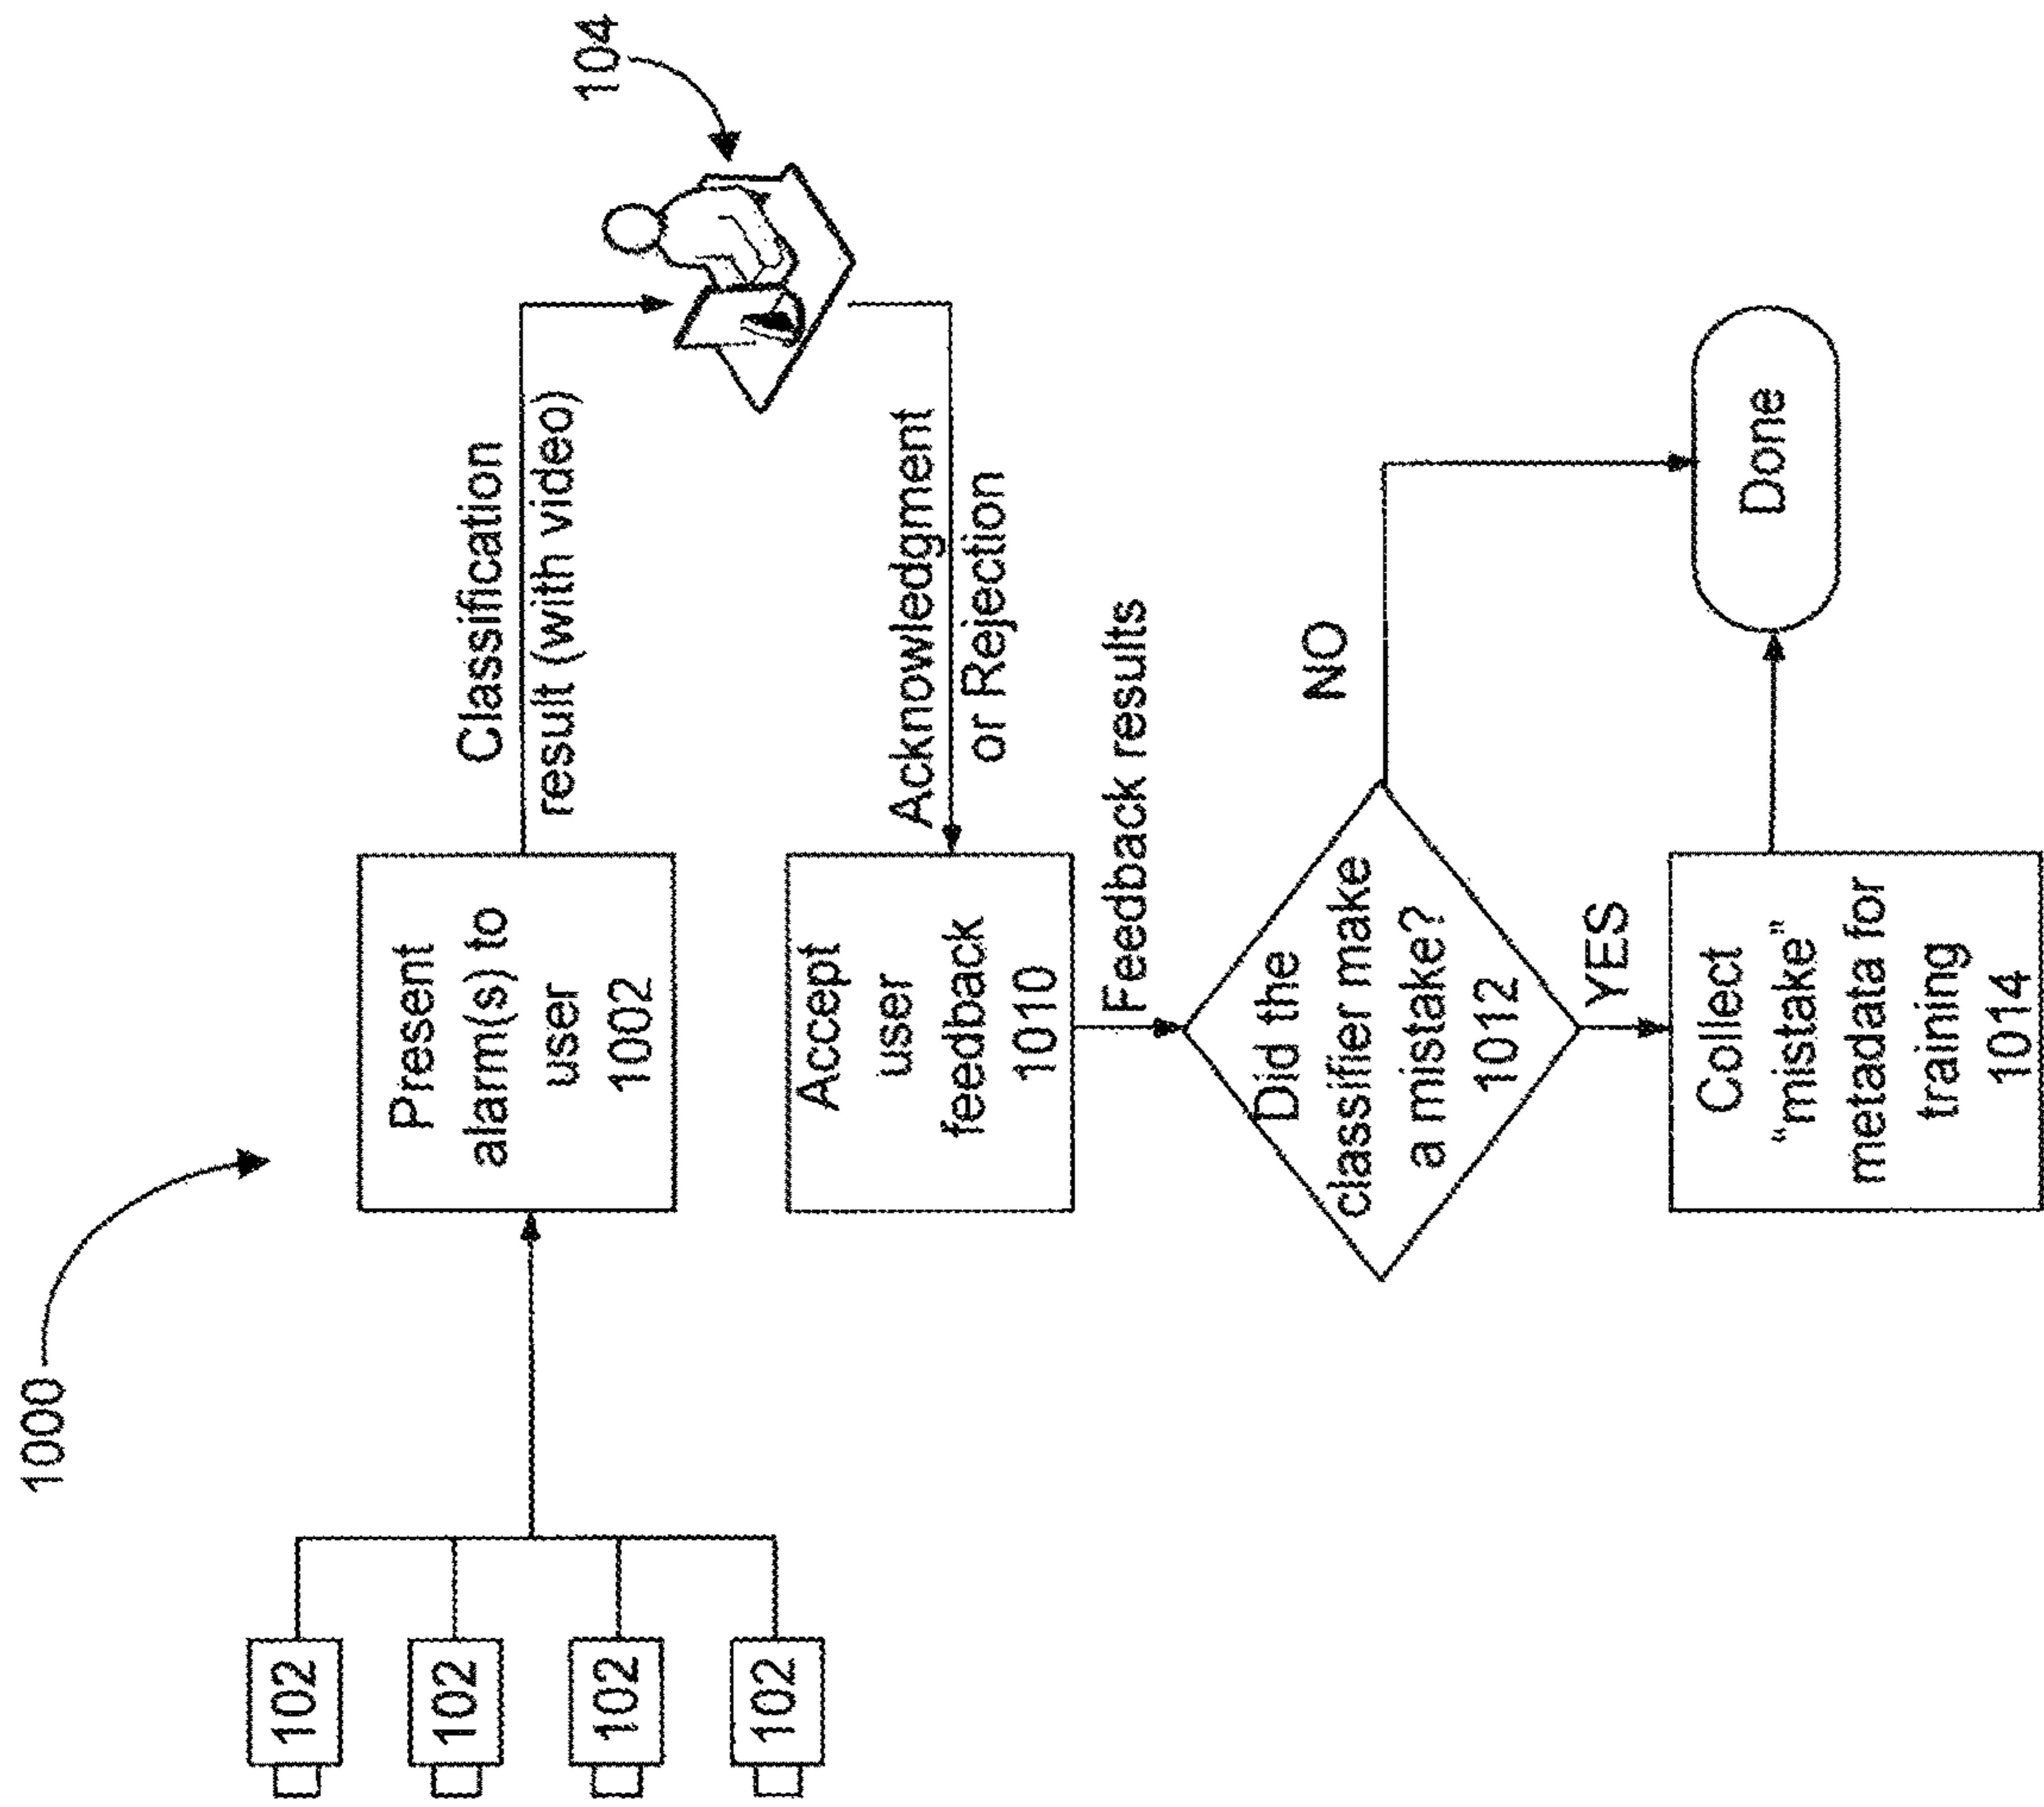 1000
102
102
102
102
Present
alarm(s) to
user
1002
Classification
result (with video)
104
Acknowledgment
or Rejection
Accept
user
feedback
1010
Feedback results
Did the
classifier make
a mistake?
1012
NO
YES
Collect
“mistake”
metadata for
training
1014
Done